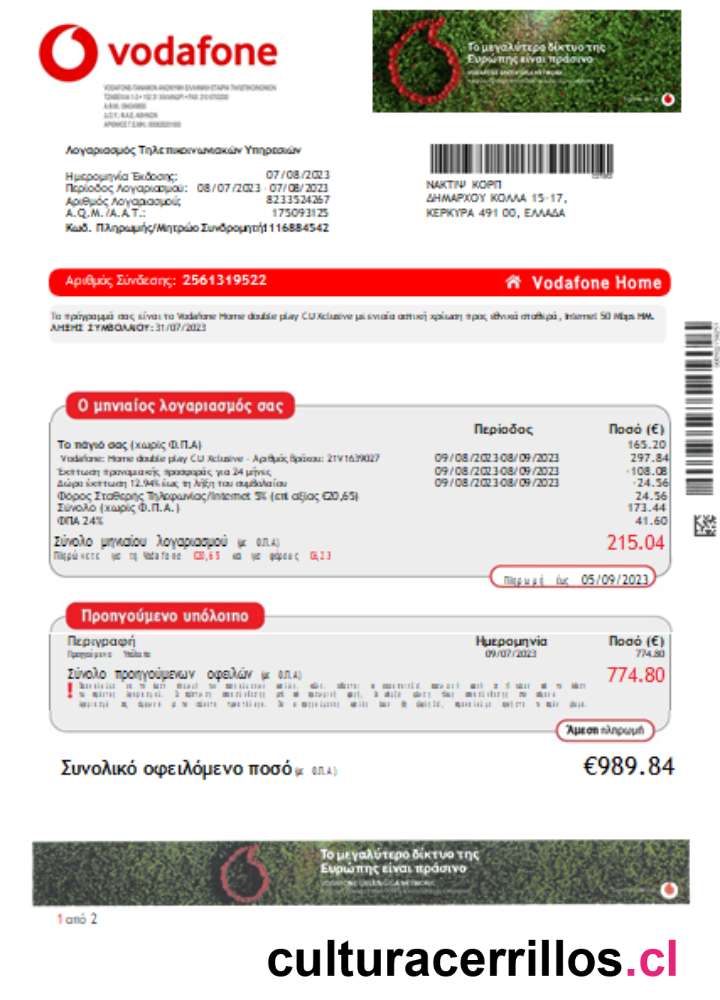 vodafone
Το μεγαλύτερο δίκτυο της
Ευρώπης είναι πράσινο
VODAFONE-ΠΑΝΑΦΟΝ ΑΝΩΝΥΜΗ ΕΛΛΗΝΙΚΗ ΕΤΑΙΡΙΑ ΤΗΛΕΠΙΚΟΙΝΩΝΙΩΝ
Λογαριασμός Τηλεπικοινωνιακών Υπηρεσιών
Ημερομηνία Έκδοσης: 07/08/2023
Περίοδος Λογαριασμού: 08/07/2023 - 07/08/2023
Αριθμός Λογαριασμού: 8233524267
Α.Q.Μ./Α.Α.Τ.: 175093125
Κωδ. Πληρωμής/Μητρώο Συνδρομητή: 116884542
ΝΑΚΤΙΨ ΚΟΡΠ
ΔΗΜΑΡΧΟΥ ΚΟΛΛΑ 15-17,
ΚΕΡΚΥΡΑ 491 00, ΕΛΛΑΔΑ
Αριθμός Σύνδεσης: 2561319522
Vodafone Home
Το πρόγραμμά σας είναι το Vodafone Home double play CU Xclusive με ενιαία αστική χρέωση προς εθνικά σταθερά, Internet 50 Mbps ΗΜ.
ΛΗΞΗΣ ΣΥΜΒΟΛΑΙΟΥ: 31/07/2023
Ο μηνιαίος λογαριασμός σας
Περίοδος Ποσό (€)
Το πάγιό σας (χωρίς Φ.Π.Α) 165.20
Vodafone: Home double play CU Xclusive - Αριθμός βρόχου: 21V1639027 09/08/2023-08/09/2023 297.84
Έκπτωση προνομιακής προσφοράς για 24 μήνες 09/08/2023-08/09/2023 -108.08
Δώρο έκπτωση 12.94% έως τη λήξη του συμβολαίου 09/08/2023-08/09/2023 -24.56
Φόρος Σταθερής Τηλεφωνίας/Internet 5% (επί αξίας €20,65) 24.56
Σύνολο (χωρίς Φ.Π.Α.) 173.44
ΦΠΑ 24% 41.60
Σύνολο μηνιαίου λογαριασμού (με Φ.Π.Α) 215.04
Πληρώνετε για τη Vodafone €20,65 και για φόρους €6,23
Πληρωμή έως 05/09/2023
Προηγούμενο υπόλοιπο
Περιγραφή Ημερομηνία Ποσό (€)
Προηγούμενο Υπόλοιπο 09/07/2023 774.80
Σύνολο προηγούμενων οφειλών (με Φ.Π.Α) 774.80
Άμεση πληρωμή
Συνολικό οφειλόμενο ποσό (με Φ.Π.Α) €989.84
Το μεγαλύτερο δίκτυο της
Ευρώπης είναι πράσινο
1 από 2
culturacerrillos.cl